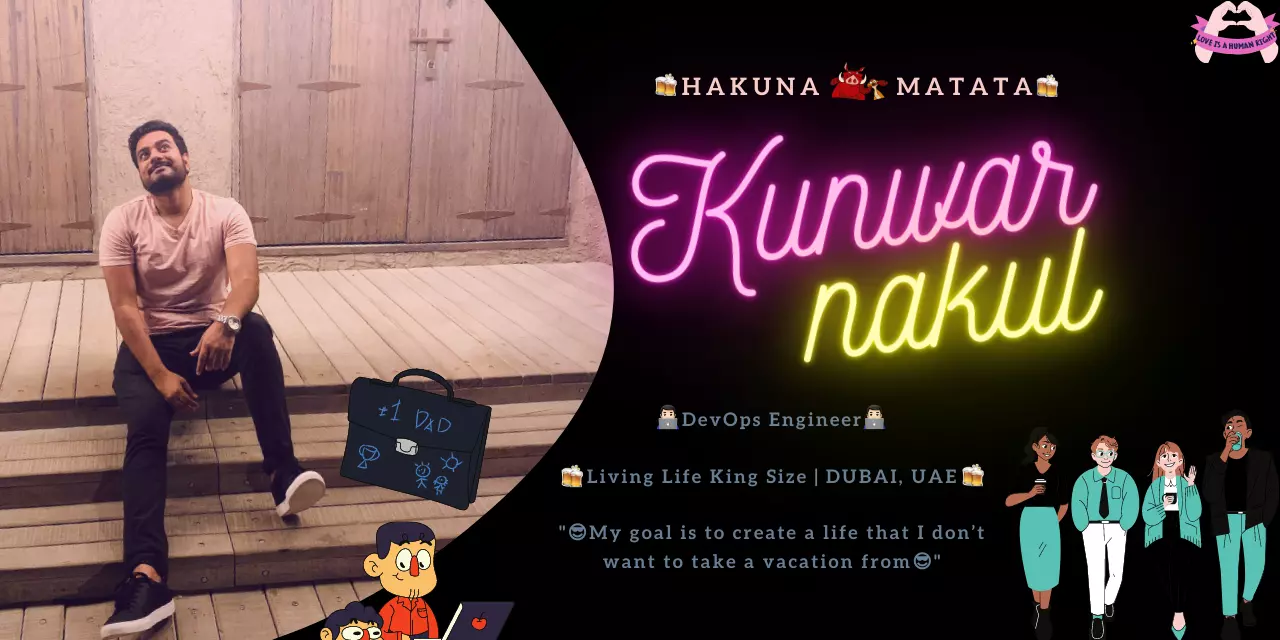 LOVE IS A HUMAN RIGHT
🍻HAKUNA MATATA🍻
Kunwar
nakul
±1 DAD
👨🏻‍💻DevOps Engineer👨🏻‍💻
🍻Living Life King Size | DUBAI, UAE🍻
"😎My goal is to create a life that I don’t
want to take a vacation from😎"